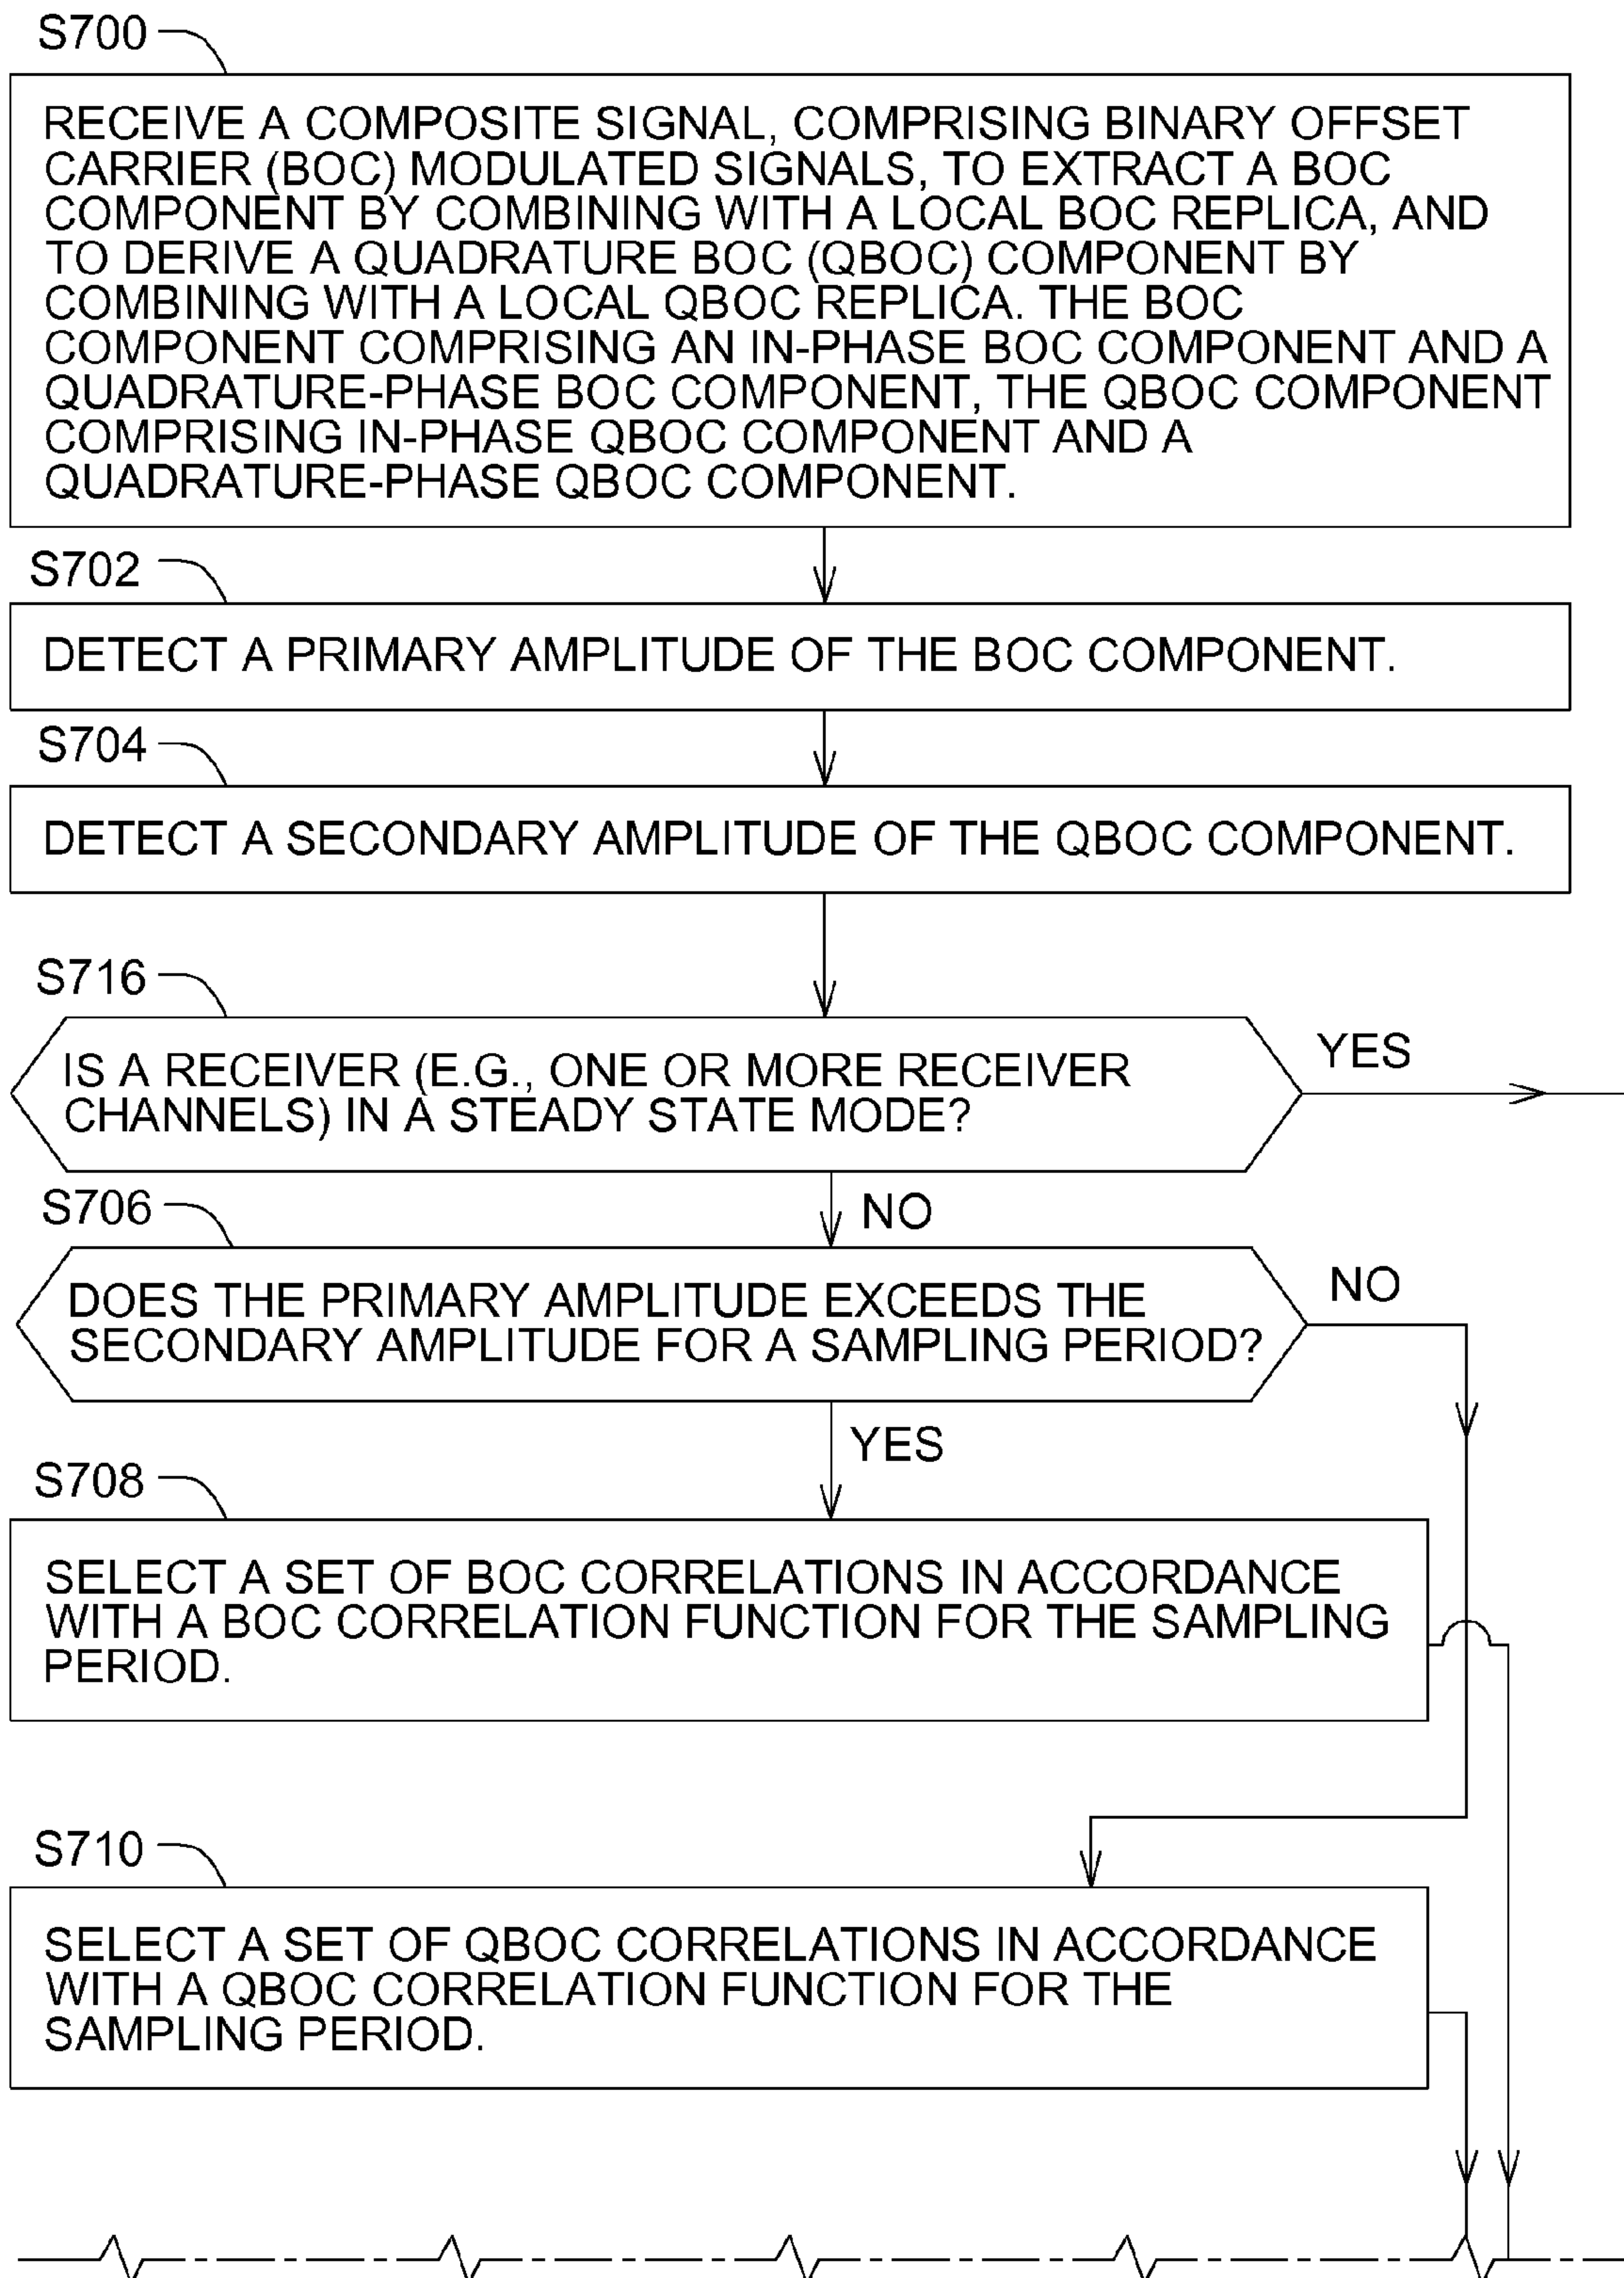 S700
RECEIVE A COMPOSITE SIGNAL, COMPRISING BINARY OFFSET
CARRIER (BOC) MODULATED SIGNALS, TO EXTRACT A BOC
COMPONENT BY COMBINING WITH A LOCAL BOC REPLICA, AND
TO DERIVE A QUADRATURE BOC (QBOC) COMPONENT BY
COMBINING WITH A LOCAL QBOC REPLICA. THE BOC
COMPONENT COMPRISING AN IN-PHASE BOC COMPONENT AND A
QUADRATURE-PHASE BOC COMPONENT, THE QBOC COMPONENT
COMPRISING IN-PHASE QBOC COMPONENT AND A
QUADRATURE-PHASE QBOC COMPONENT.
S702
DETECT A PRIMARY AMPLITUDE OF THE BOC COMPONENT.
S704
DETECT A SECONDARY AMPLITUDE OF THE QBOC COMPONENT.
S716
IS A RECEIVER (E.G., ONE OR MORE RECEIVER
CHANNELS) IN A STEADY STATE MODE?
YES
NO
S706
DOES THE PRIMARY AMPLITUDE EXCEEDS THE
SECONDARY AMPLITUDE FOR A SAMPLING PERIOD?
NO
YES
S708
SELECT A SET OF BOC CORRELATIONS IN ACCORDANCE
WITH A BOC CORRELATION FUNCTION FOR THE SAMPLING
PERIOD.
S710
SELECT A SET OF QBOC CORRELATIONS IN ACCORDANCE
WITH A QBOC CORRELATION FUNCTION FOR THE
SAMPLING PERIOD.